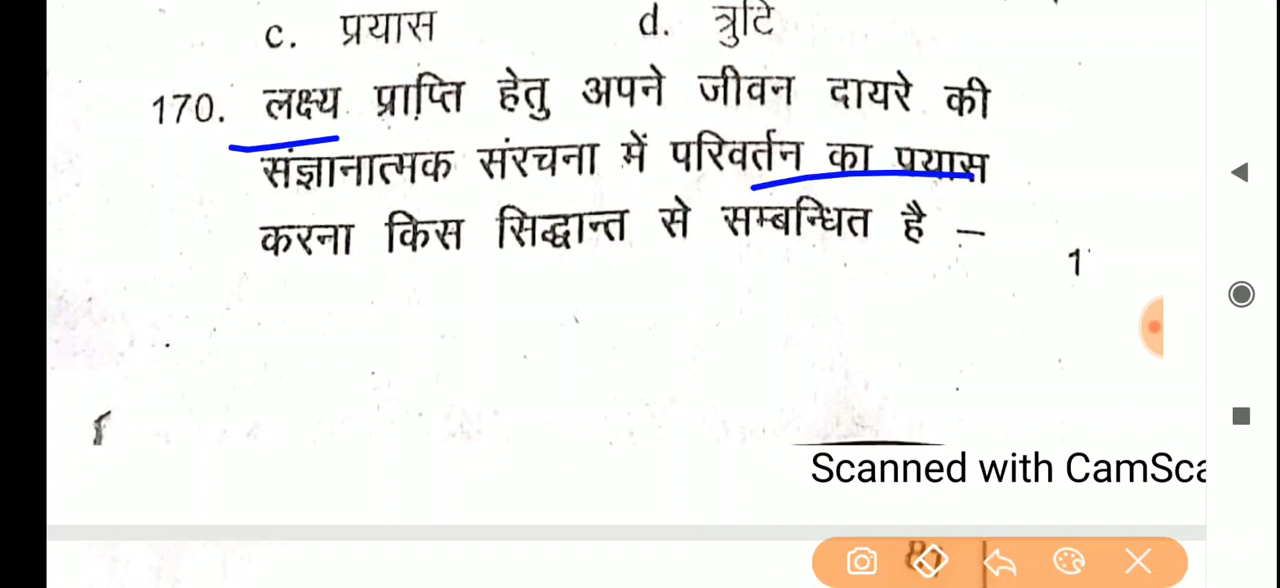 c. प्रयास d. त्रुटि
170. लक्ष्य प्राप्ति हेतु अपने जीवन दायरे की
संज्ञानात्मक संरचना में परिवर्तन का प्रयास
करना किस सिद्धान्त से सम्बन्धित है –
1
Scanned with CamSca